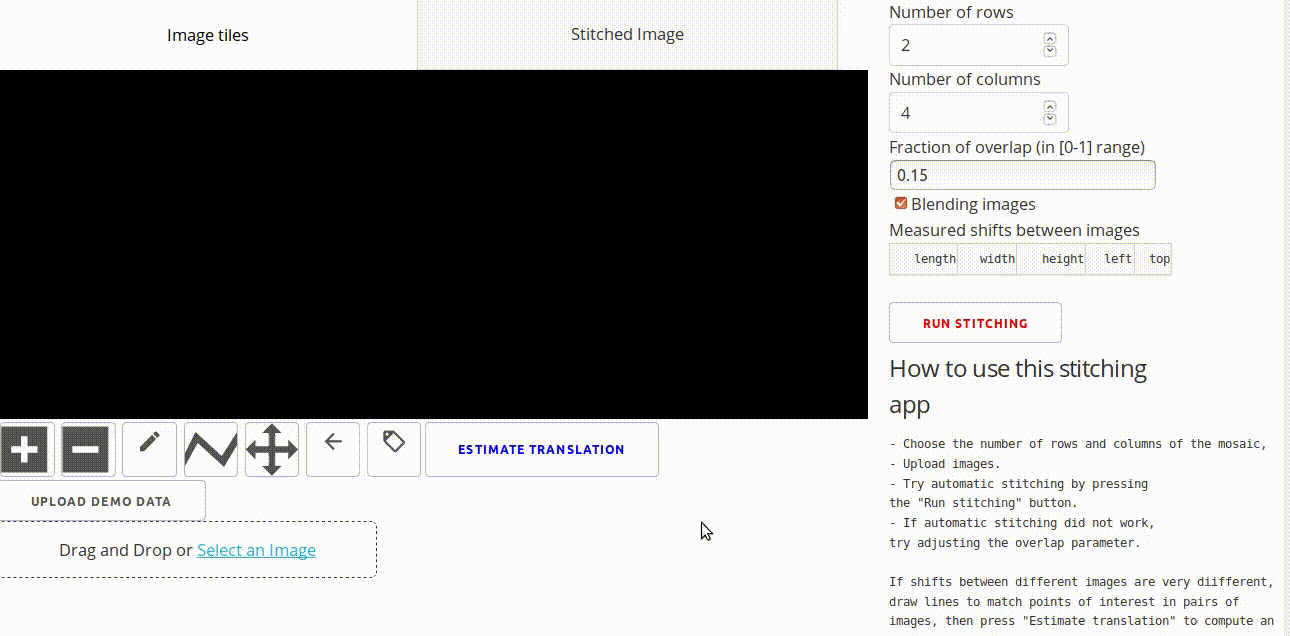 Image tiles
Stitched Image
Number of rows
2
Number of columns
4
Fraction of overlap (in [0-1] range)
0.15
Blending images
Measured shifts between images
length width height left top
RUN STITCHING
How to use this stitching
app
- Choose the number of rows and columns of the mosaic,
- Upload images.
- Try automatic stitching by pressing
the "Run stitching" button.
- If automatic stitching did not work,
try adjusting the overlap parameter.
If shifts between different images are very diifferent,
draw lines to match points of interest in pairs of
images, then press "Estimate translation" to compute an
ESTIMATE TRANSLATION
UPLOAD DEMO DATA
Drag and Drop or Select an Image